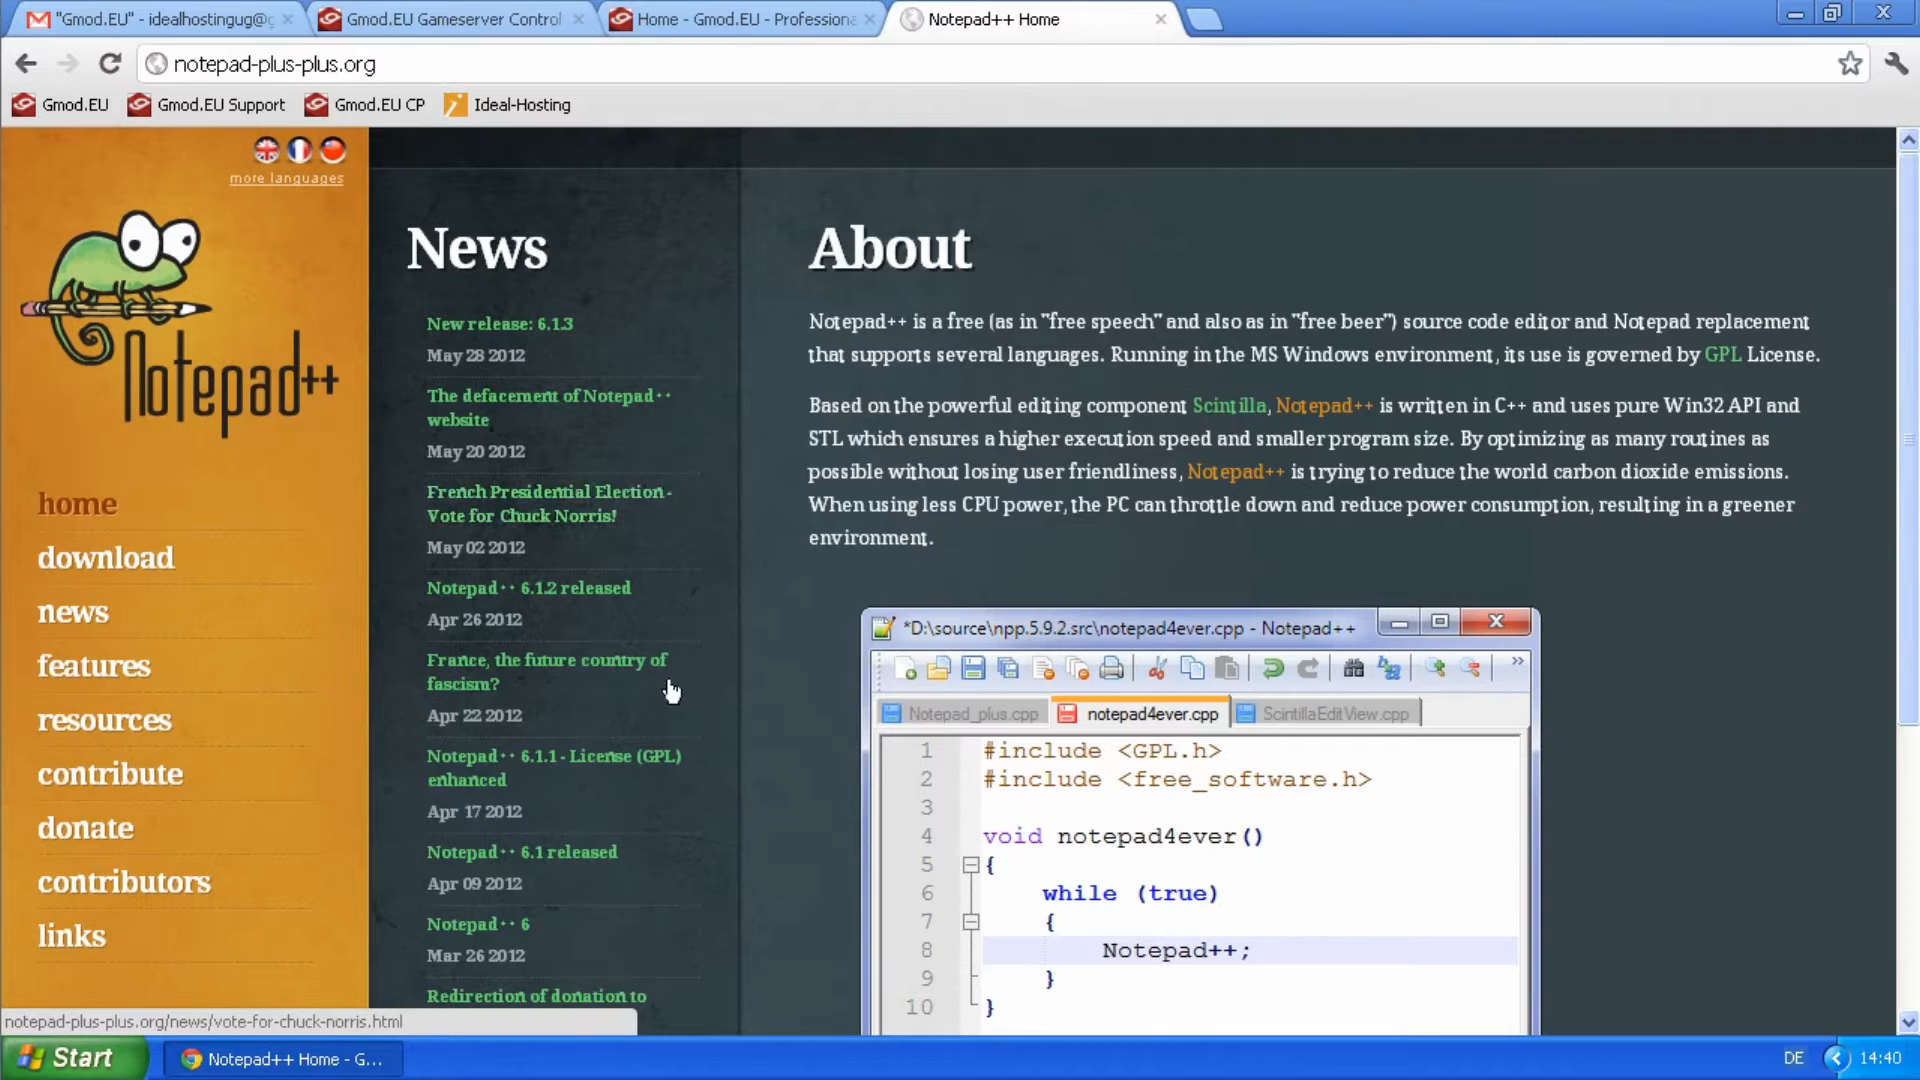 "Gmod.EU" - idealhostingug@g
Gmod.EU Gameserver Control
Home - Gmod.EU - Professiona
Notepad++ Home
notepad-plus-plus.org
Gmod.EU
Gmod.EU Support
Gmod.EU CP
Ideal-Hosting
more languages
Notepad++
home
download
news
features
resources
contribute
donate
contributors
links
News
New release: 6.1.3
May 28 2012
The defacement of Notepad++
website
May 20 2012
French Presidential Election -
Vote for Chuck Norris!
May 02 2012
Notepad++ 6.1.2 released
Apr 26 2012
France, the future country of
fascism?
Apr 22 2012
Notepad++ 6.1.1 - License (GPL)
enhanced
Apr 17 2012
Notepad++ 6.1 released
Apr 09 2012
Notepad++ 6
Mar 26 2012
Redirection of donation to
About
Notepad++ is a free (as in "free speech" and also as in "free beer") source code editor and Notepad replacement
that supports several languages. Running in the MS Windows environment, its use is governed by GPL License.
Based on the powerful editing component Scintilla, Notepad++ is written in C++ and uses pure Win32 API and
STL which ensures a higher execution speed and smaller program size. By optimizing as many routines as
possible without losing user friendliness, Notepad++ is trying to reduce the world carbon dioxide emissions.
When using less CPU power, the PC can throttle down and reduce power consumption, resulting in a greener
environment.
*D:\source\npp.5.9.2.src\notepad4ever.cpp - Notepad++
Notepad_plus.cpp
notepad4ever.cpp
ScintillaEditView.cpp
1 #include <GPL.h>
2 #include <free_software.h>
3
4 void notepad4ever()
5 {
6 while (true)
7 {
8 Notepad++;
9 }
10 }
notepad-plus-plus.org/news/vote-for-chuck-norris.html
Start
Notepad++ Home - G...
DE
14:40